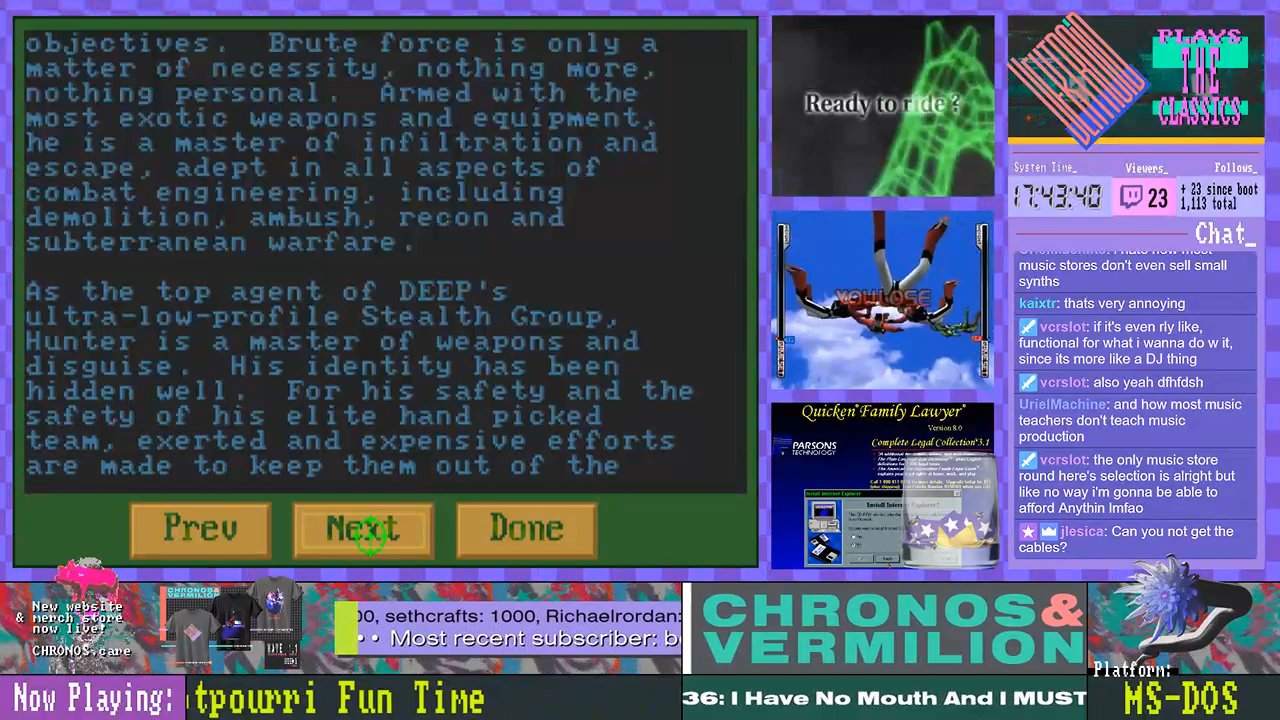 objectives.  Brute force is only a
matter of necessity, nothing more,
nothing personal.  Armed with the
most exotic weapons and equipment,
he is a master of infiltration and
escape, adept in all aspects of
combat engineering, including
demolition, ambush, recon and
subterranean warfare.
As the top agent of DEEP's
ultra-low-profile Stealth Group,
Hunter is a master of weapons and
disguise.  His identity has been
hidden well.  For his safety and the
safety of his elite hand picked
team, exerted and expensive efforts
are made to keep them out of the
Prev
Next
Done
Ready to ride?
YOU LOSE
Quicken Family Lawyer
Version 8.0
PARSONS
TECHNOLOGY
Complete Legal Collection 3.1
PLAYS
THE
CLASSICS
System Time_
Viewers_
Follows_
17:43:40
23
+ 23 since boot
1,113 total
Chat_
music stores don't even sell small
synths
kaixtr: thats very annoying
vcrslot: if it's even rly like,
functional for what i wanna do w it,
since its more like a DJ thing
vcrslot: also yeah dfhfdsh
UrielMachine: and how most music
teachers don't teach music
production
vcrslot: the only music store
round here's selection is alright but
like no way i'm gonna be able to
afford Anythin lmfao
jlesica: Can you not get the
cables?
New website
& merch store
now live!
CHRONOS.care
CHRONOS&
00, sethcrafts: 1000, Richaelrordan:
•• Most recent subscriber: b
CHRONOS&
VERMILION
Platform:
MS-DOS
Now Playing:
tpourri Fun Time
36: I Have No Mouth And I MUST